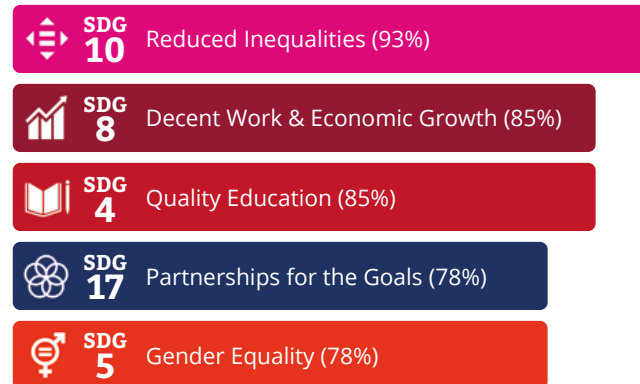 SDG
10
Reduced Inequalities (93%)
SDG
8
Decent Work & Economic Growth (85%)
SDG
4
Quality Education (85%)
SDG
17
Partnerships for the Goals (78%)
SDG
5
Gender Equality (78%)